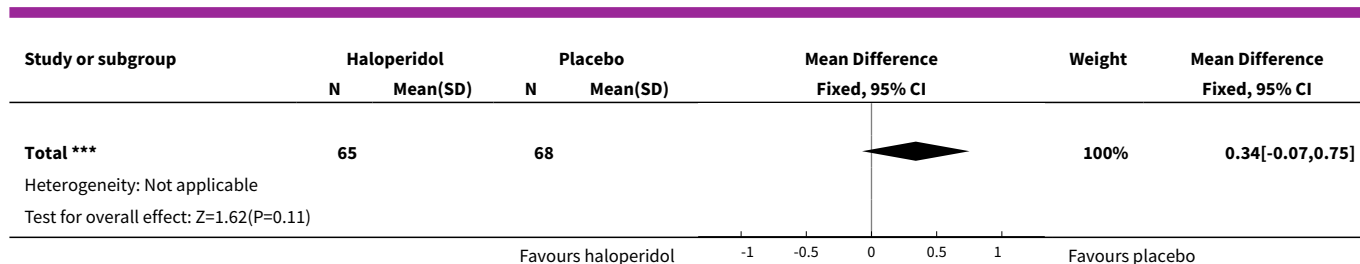 Study or subgroup Haloperidol Placebo Mean Difference Weight Mean Difference
N Mean(SD) N Mean(SD) Fixed, 95% CI Fixed, 95% CI
Total *** 65 68 100% 0.34[-0.07,0.75]
Heterogeneity: Not applicable
Test for overall effect: Z=1.62(P=0.11)
Favours haloperidol -1 -0.5 0 0.5 1 Favours placebo